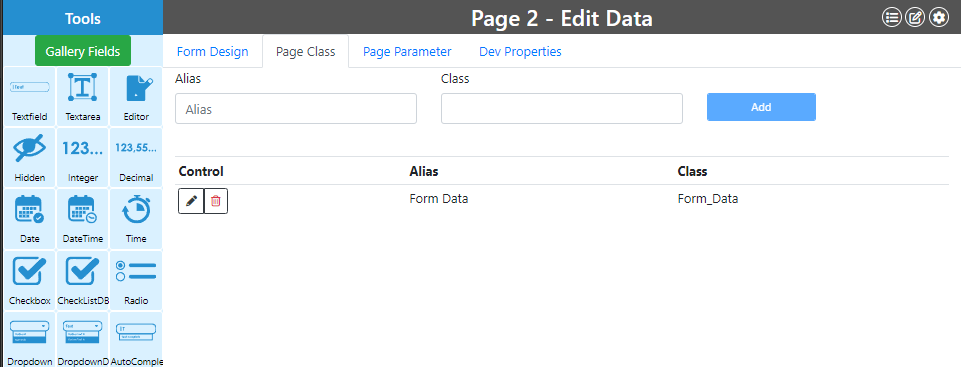 Tools
Page 2 - Edit Data
Gallery Fields
Form Design
Page Class
Page Parameter
Dev Properties
Alias
Class
Alias
Add
Textfield
Textarea
Editor
Control
Alias
Class
Form Data
Form_Data
123...
123,55...
Hidden
Integer
Decimal
Date
DateTime
Time
Checkbox
CheckListDB
Radio
Dropdown
DropdownD
AutoComple